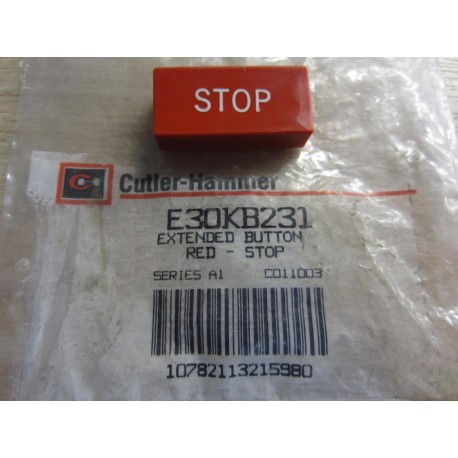 STOP
Cutler-Hammer
E30KB231
EXTENDED BUTTON
RED - STOP
SERIES A1 C011003
10782113215980